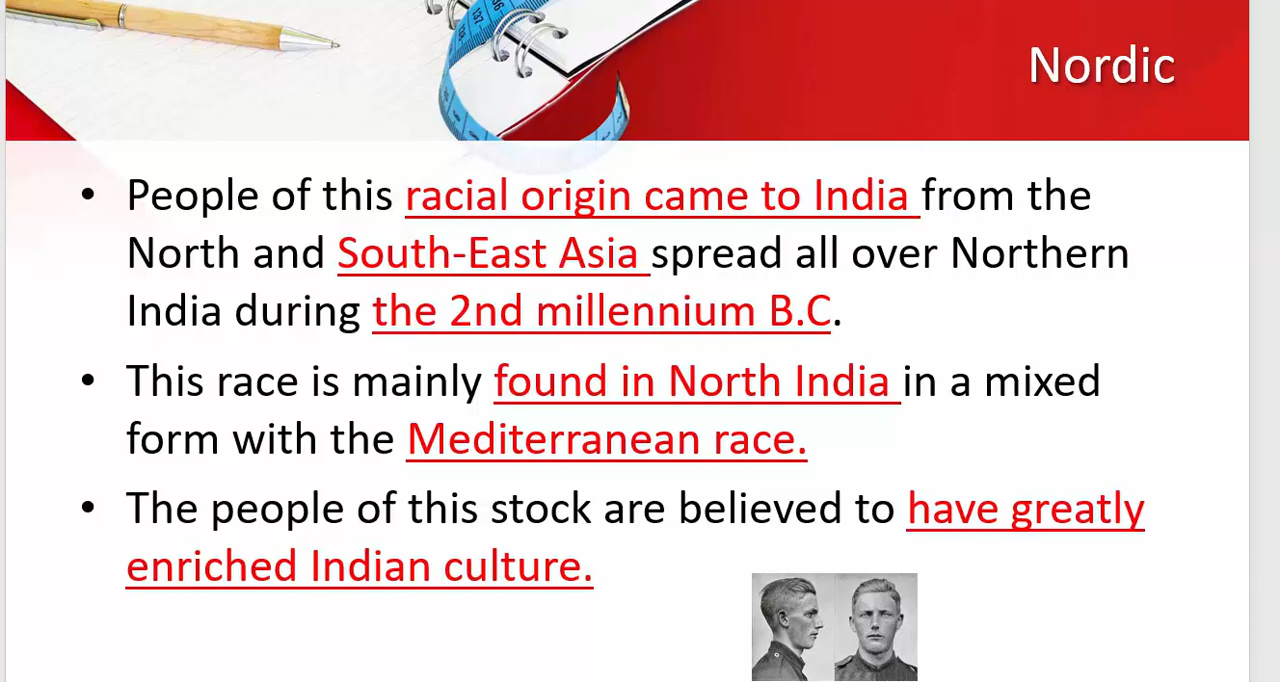 Nordic
• People of this racial origin came to India from the
North and South-East Asia spread all over Northern
India during the 2nd millennium B.C.
• This race is mainly found in North India in a mixed
form with the Mediterranean race.
• The people of this stock are believed to have greatly
enriched Indian culture.